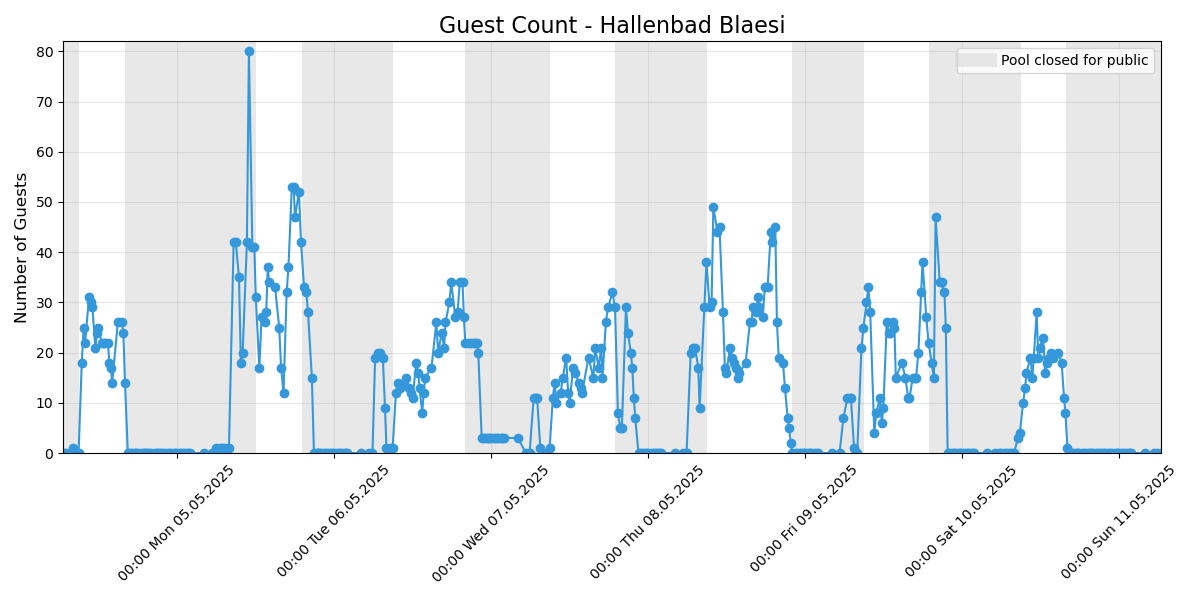 Guest Count - Hallenbad Blaesi
Pool closed for public
Number of Guests
80
70
60
50
40
30
20
10
0
00:00 Mon 05.05.2025
00:00 Tue 06.05.2025
00:00 Wed 07.05.2025
00:00 Thu 08.05.2025
00:00 Fri 09.05.2025
00:00 Sat 10.05.2025
00:00 Sun 11.05.2025